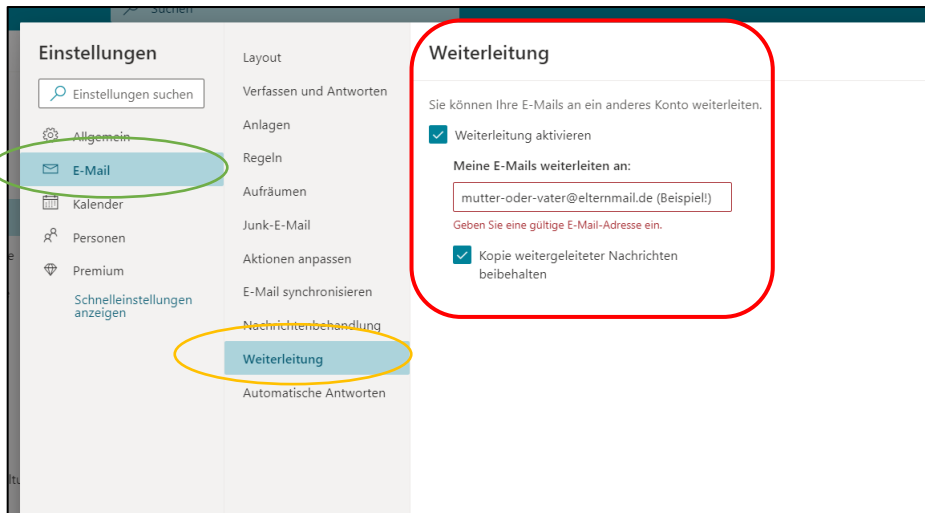 Suchen
Einstellungen
Einstellungen suchen
Allgemein
E-Mail
Kalender
Personen
Premium
Schnelleinstellungen
anzeigen
Layout
Verfassen und Antworten
Anlagen
Regeln
Aufräumen
Junk-E-Mail
Aktionen anpassen
E-Mail synchronisieren
Nachrichtenbehandlung
Weiterleitung
Automatische Antworten
Weiterleitung
Sie können Ihre E-Mails an ein anderes Konto weiterleiten.
Weiterleitung aktivieren
Meine E-Mails weiterleiten an:
mutter-oder-vater@elternmail.de (Beispiel!)
Geben Sie eine gültige E-Mail-Adresse ein.
Kopie weitergeleiteter Nachrichten
beibehalten